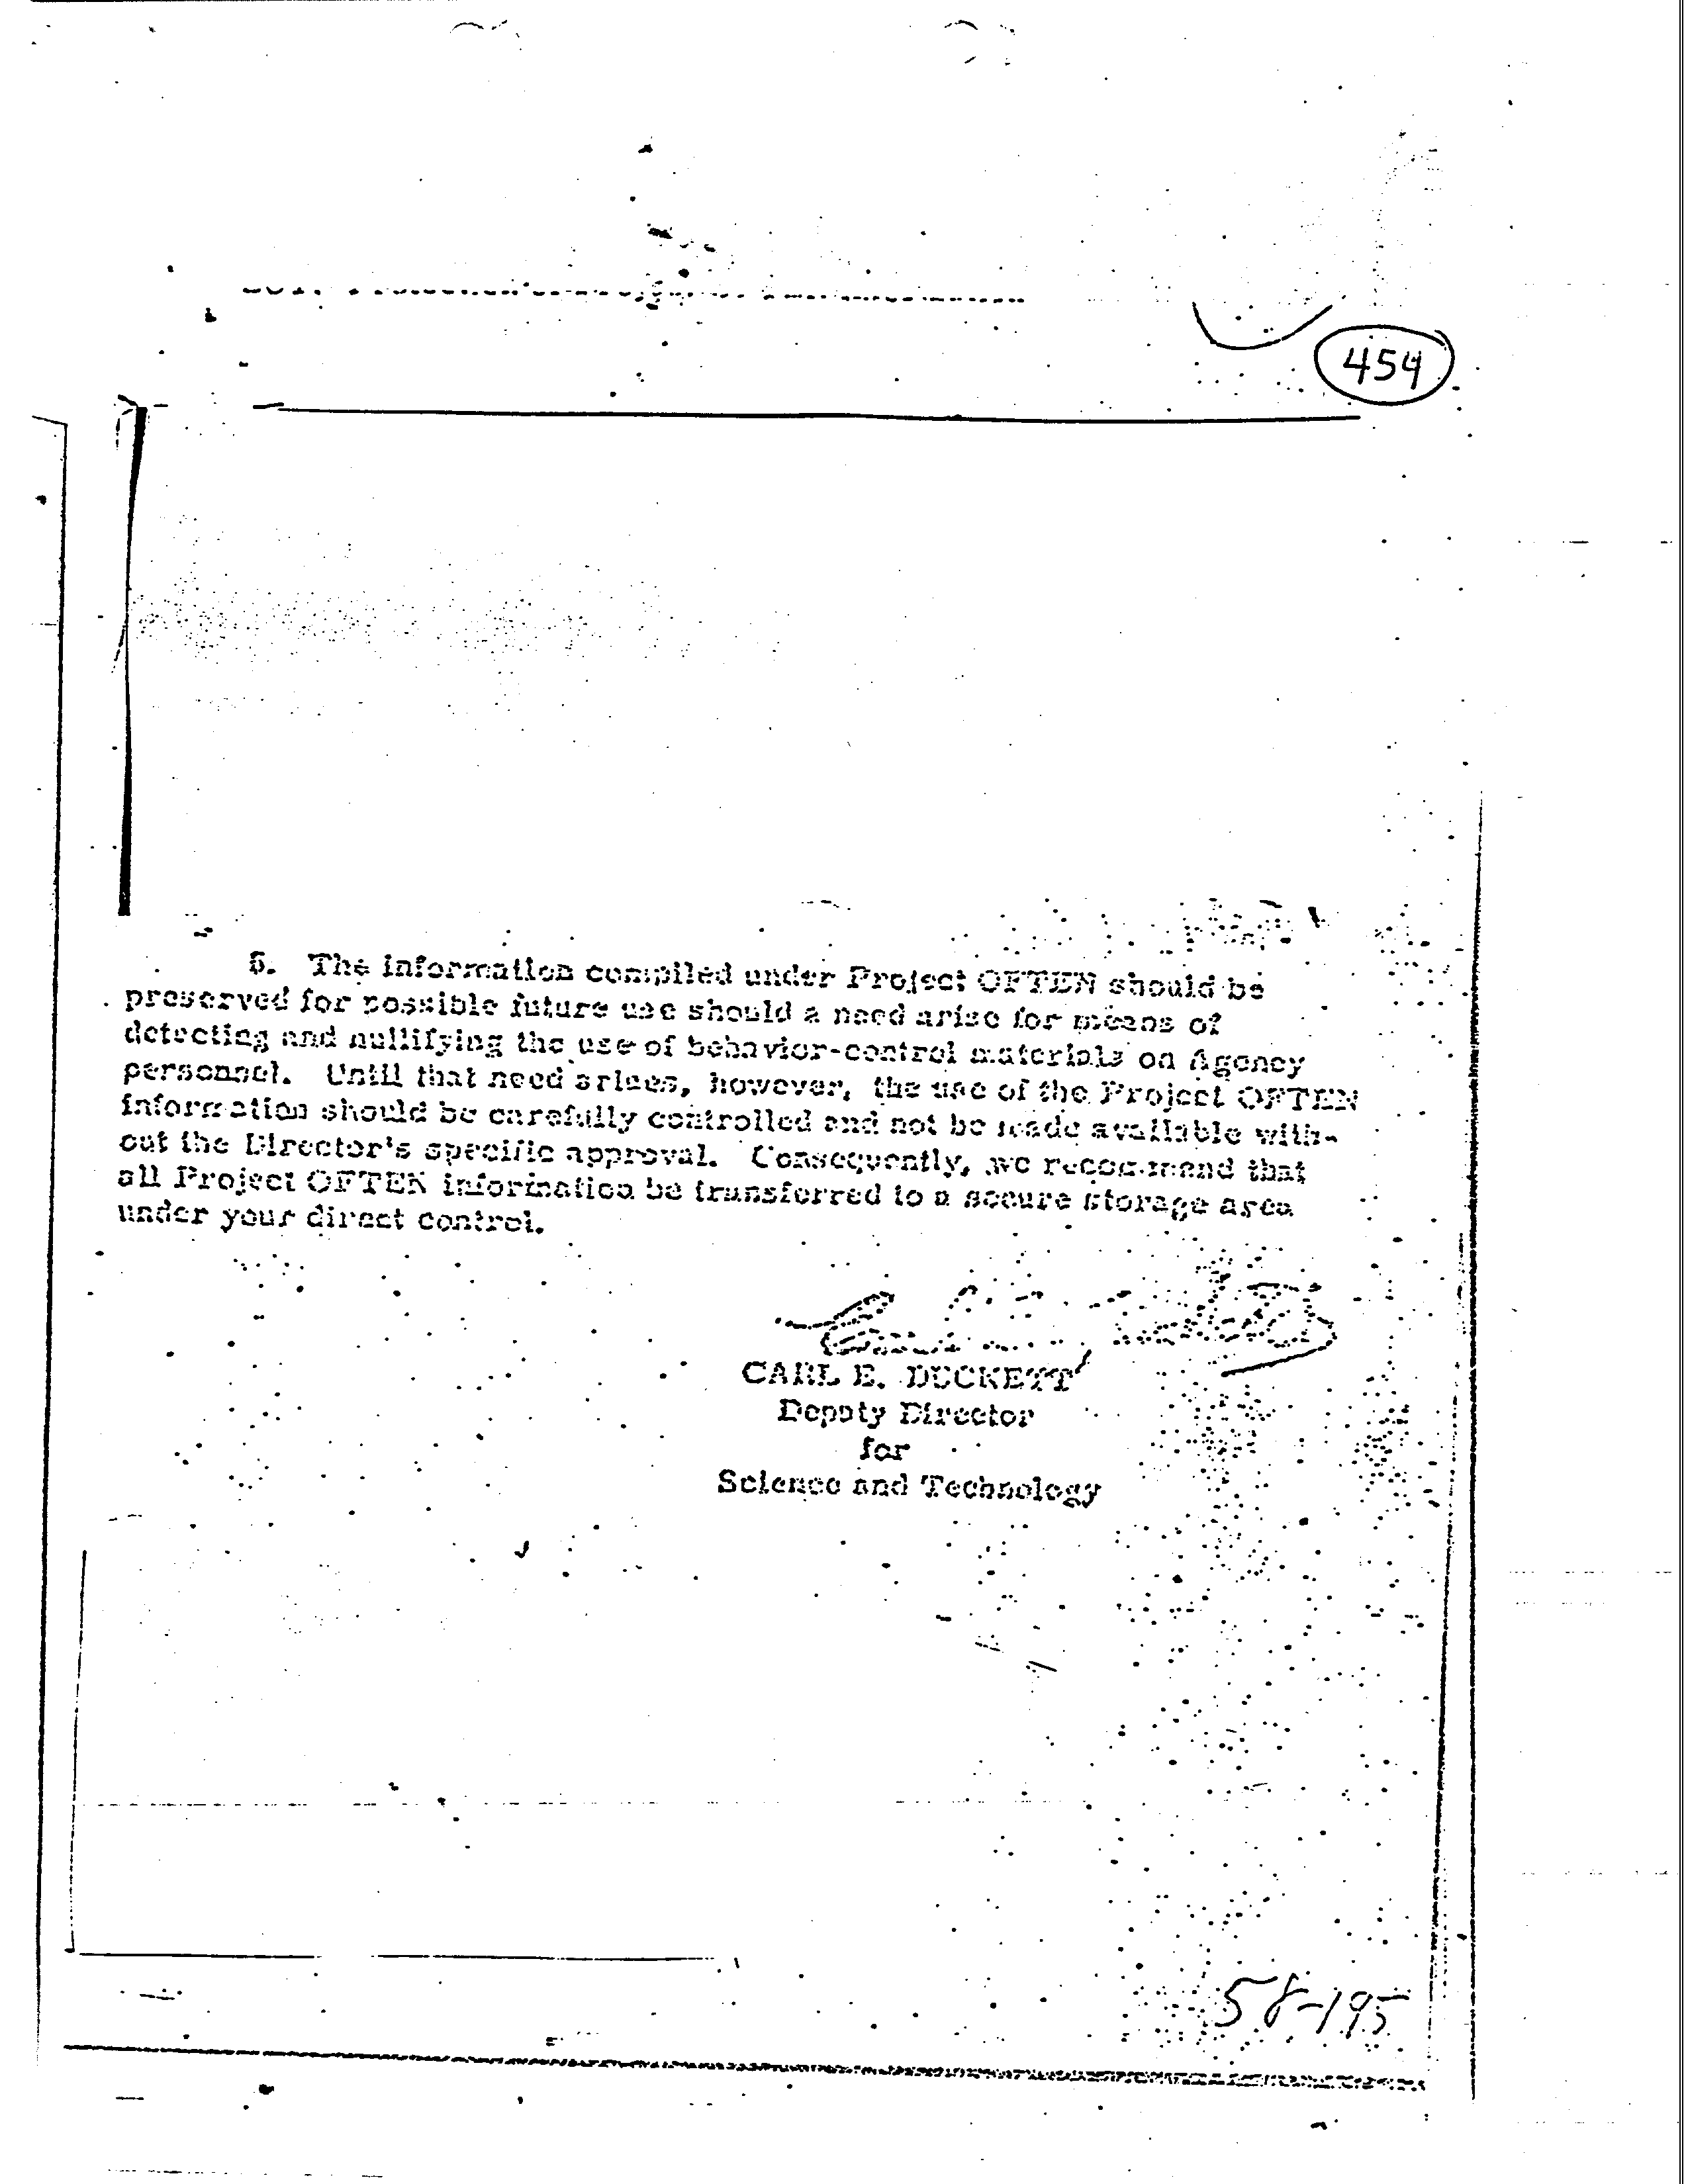 454
5. The information compiled under Project OFTEN should be
preserved for possible future use should a need arise for means of
detecting and nullifying the use of behavior-control materials on Agency
personnel. Until that need arises, however, the use of the Project OFTEN
information should be carefully controlled and not be made available with-
out the Director's specific approval. Consequently, we recommend that
all Project OFTEN information be transferred to a secure storage area
under your direct control.
CARL E. DUCKETT
Deputy Director
for
Science and Technology
58-195